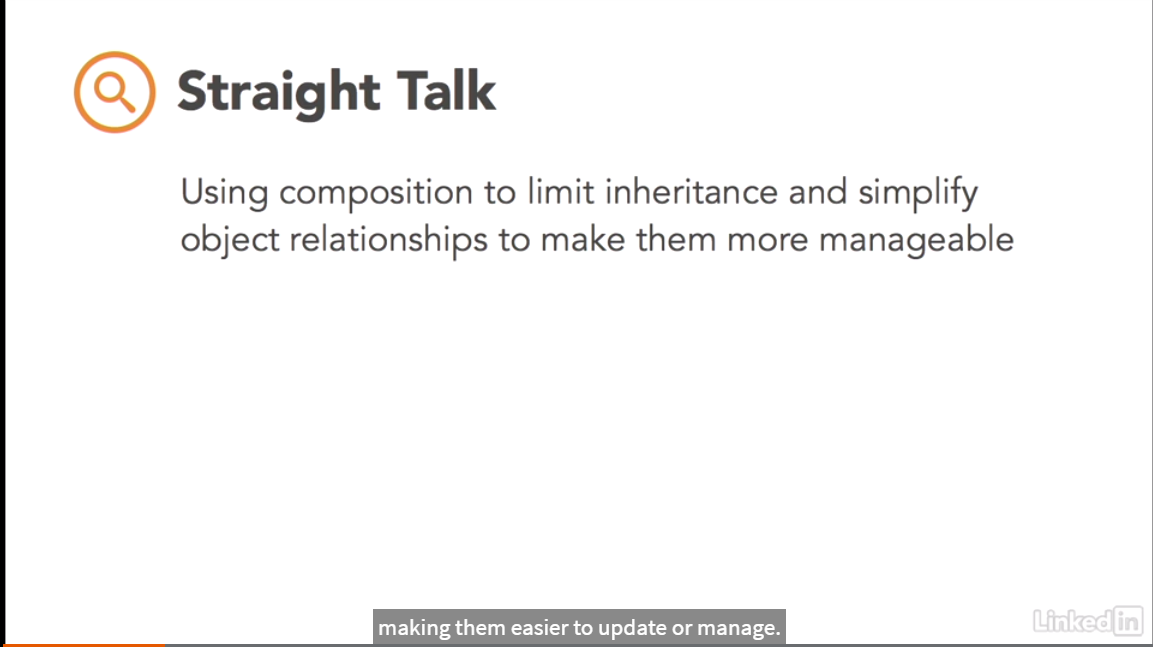 Straight Talk
Using composition to limit inheritance and simplify
object relationships to make them more manageable
making them easier to update or manage.
Linked in